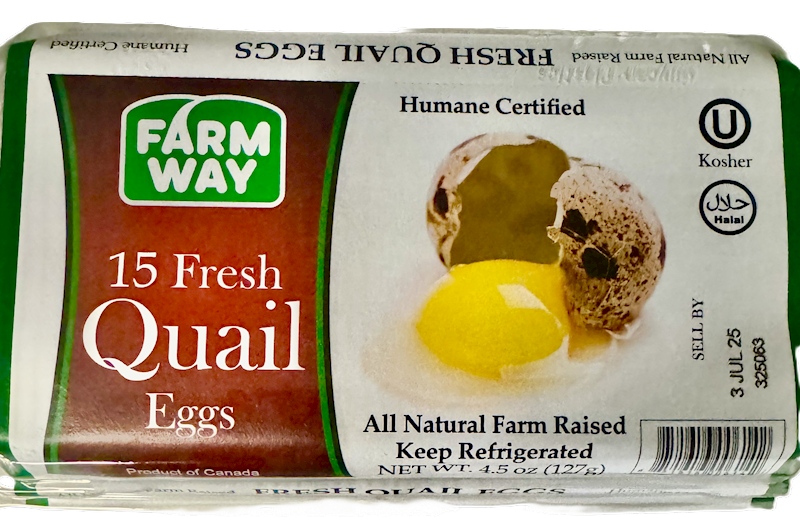 All Natural Farm Raised FRESH QUAIL EGGS Humane Certified
FARM
WAY
15 Fresh
Quail
Eggs
Product of Canada
Humane Certified
U
Kosher
حلال
Halal
SELL BY
3 JUL 25
325063
All Natural Farm Raised
Keep Refrigerated
NET WT. 4.5 oz (127g)
Farm Raised FRESH QUAIL EGGS